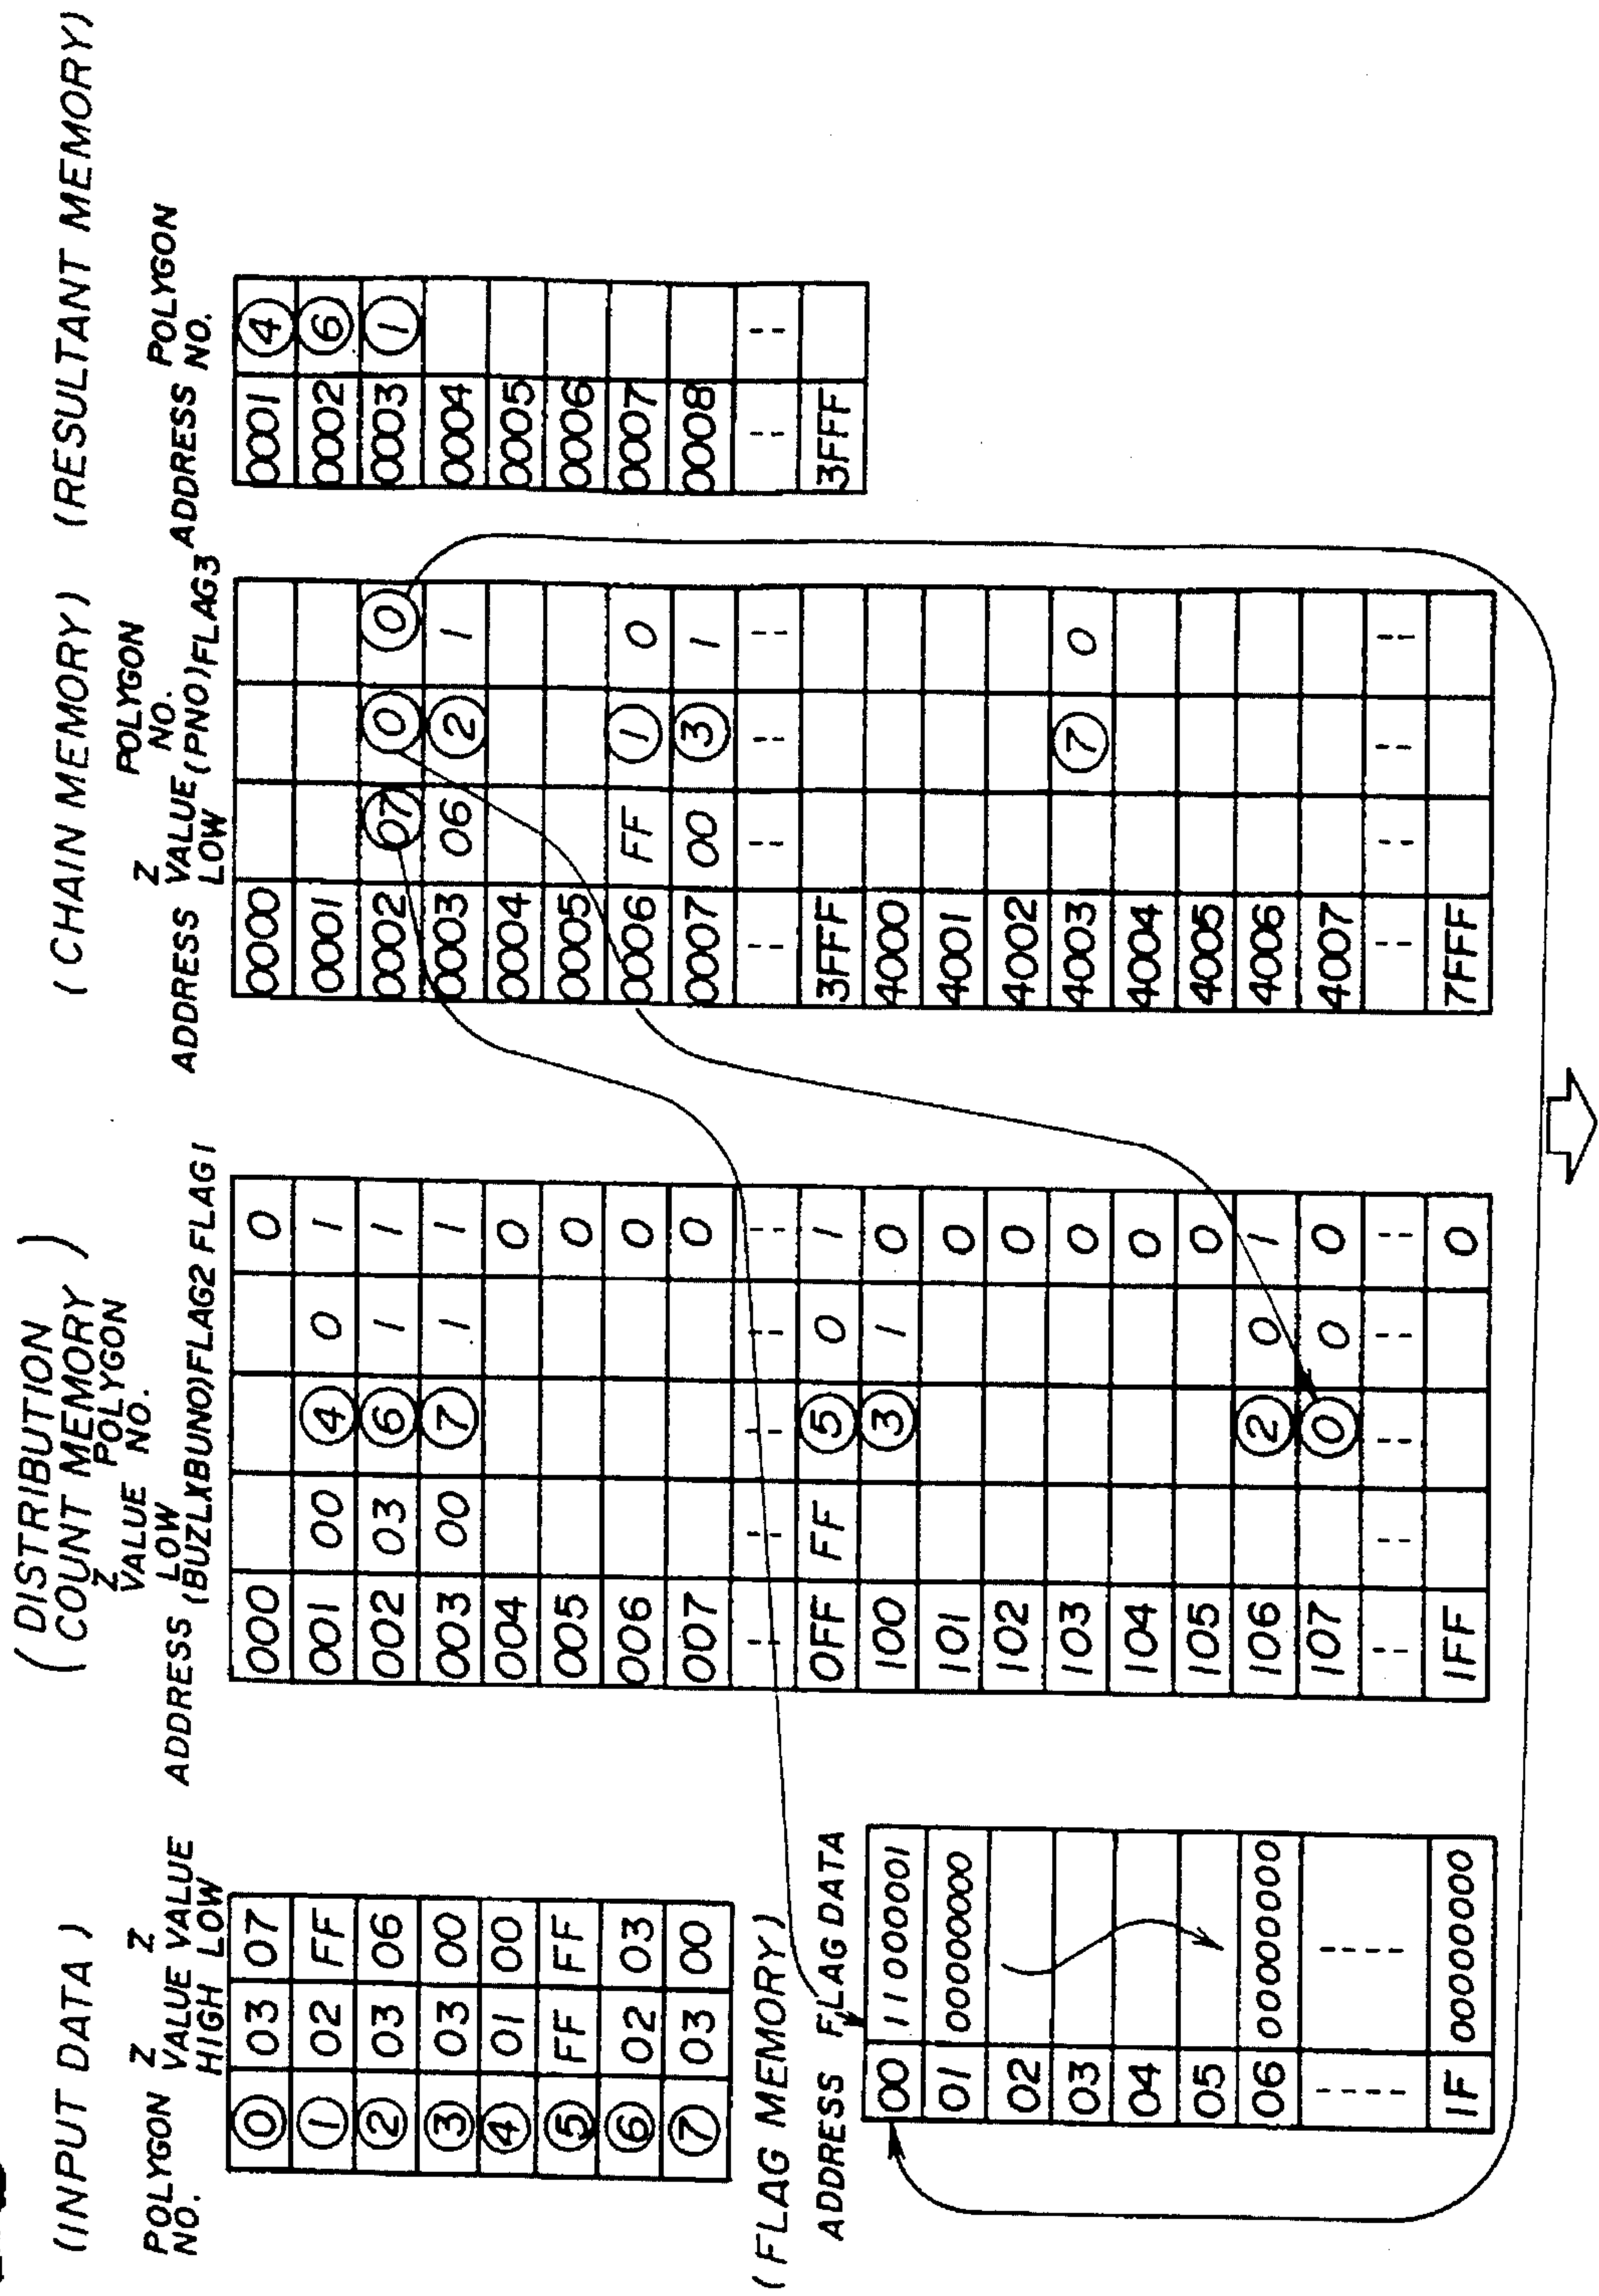 (INPUT DATA)
POLYGON NO. Z VALUE HIGH Z VALUE LOW
⓪ 03 07
① 02 FF
② 03 06
③ 03 00
④ 01 00
⑤ FF FF
⑥ 02 03
⑦ 03 00
(FLAG MEMORY)
ADDRESS FLAG DATA
00 11000001
01 00000000
02
03
04
05
06 00000000
---- ----
1F 00000000
(DISTRIBUTION
COUNT MEMORY)
ADDRESS Z VALUE LOW (BUZL) POLYGON NO. (BUNO) FLAG2 FLAG1
000 0
001 00 ④ 0 1
002 03 ⑥ 1 1
003 00 ⑦ 1 1
004 0
005 0
006 0
007 0
-- -- -- -- --
0FF FF ⑤ 0 1
100 ③ 1 0
101 0
102 0
103 0
104 0
105 0
106 ② 0 1
107 ⓪ 0 0
-- -- -- -- --
1FF 0
(CHAIN MEMORY)
ADDRESS Z VALUE LOW POLYGON NO. (PNO) FLAG3
0000
0001
0002 07 ⓪ 0
0003 06 ② 1
0004
0005
0006 FF ① 0
0007 00 ③ 1
-- -- -- --
3FFF
4000
4001
4002
4003 ⑦ 0
4004
4005
4006
4007
-- -- -- --
7FFF
(RESULTANT MEMORY)
ADDRESS POLYGON NO.
0001 ④
0002 ⑥
0003 ①
0004
0005
0006
0007
0008
-- --
3FFF